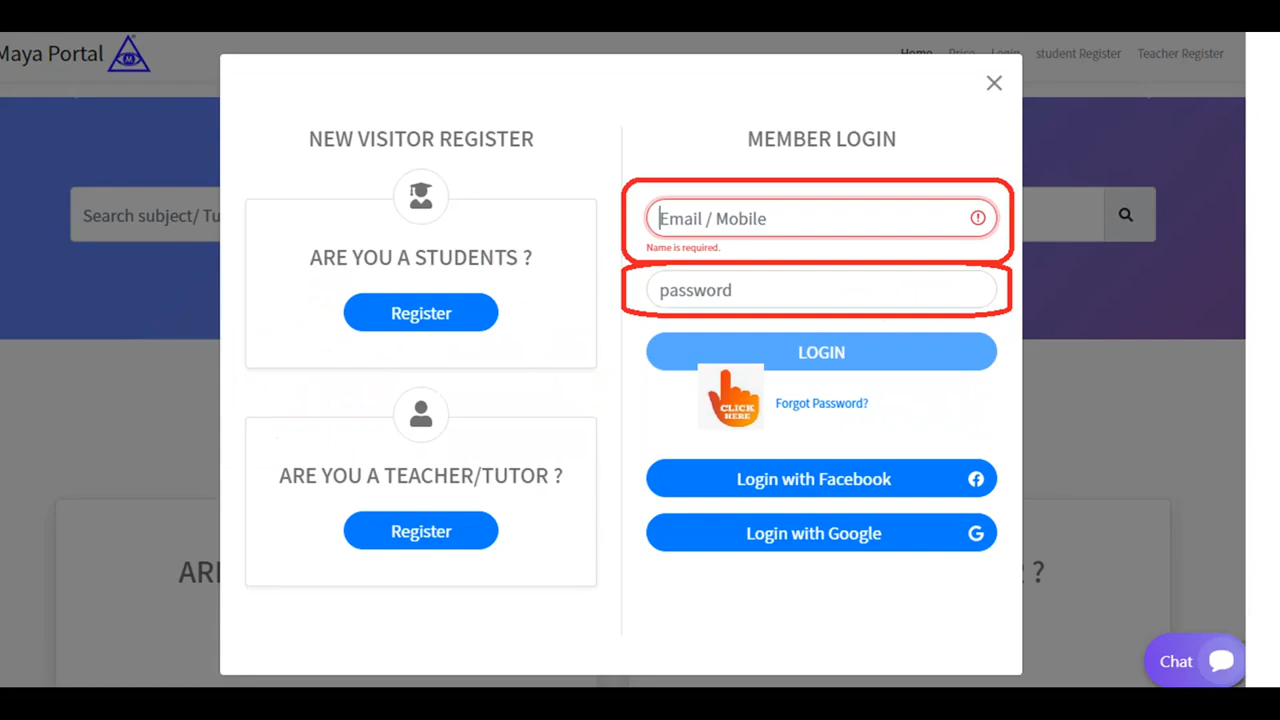 Maya Portal
Home Price Login student Register Teacher Register
Search subject/ Tu
NEW VISITOR REGISTER
ARE YOU A STUDENTS ?
Register
ARE YOU A TEACHER/TUTOR ?
Register
MEMBER LOGIN
Email / Mobile
Name is required.
password
LOGIN
CLICK
HERE
Forgot Password?
Login with Facebook
Login with Google
?
Chat